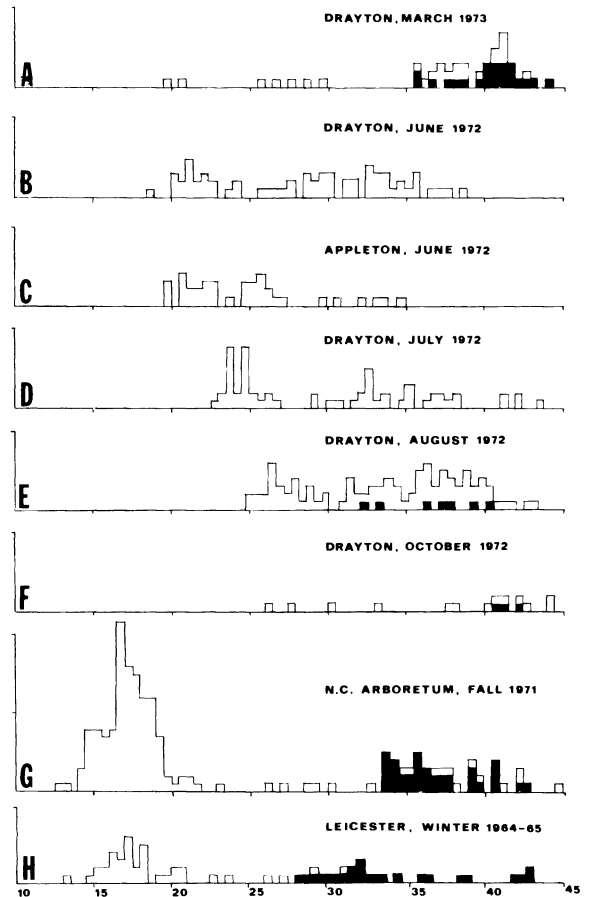 DRAYTON, MARCH 1973
A
DRAYTON, JUNE 1972
B
APPLETON, JUNE 1972
C
DRAYTON, JULY 1972
D
DRAYTON, AUGUST 1972
E
DRAYTON, OCTOBER 1972
F
N.C. ARBORETUM, FALL 1971
G
LEICESTER, WINTER 1964-65
H
10 15 20 25 30 35 40 45